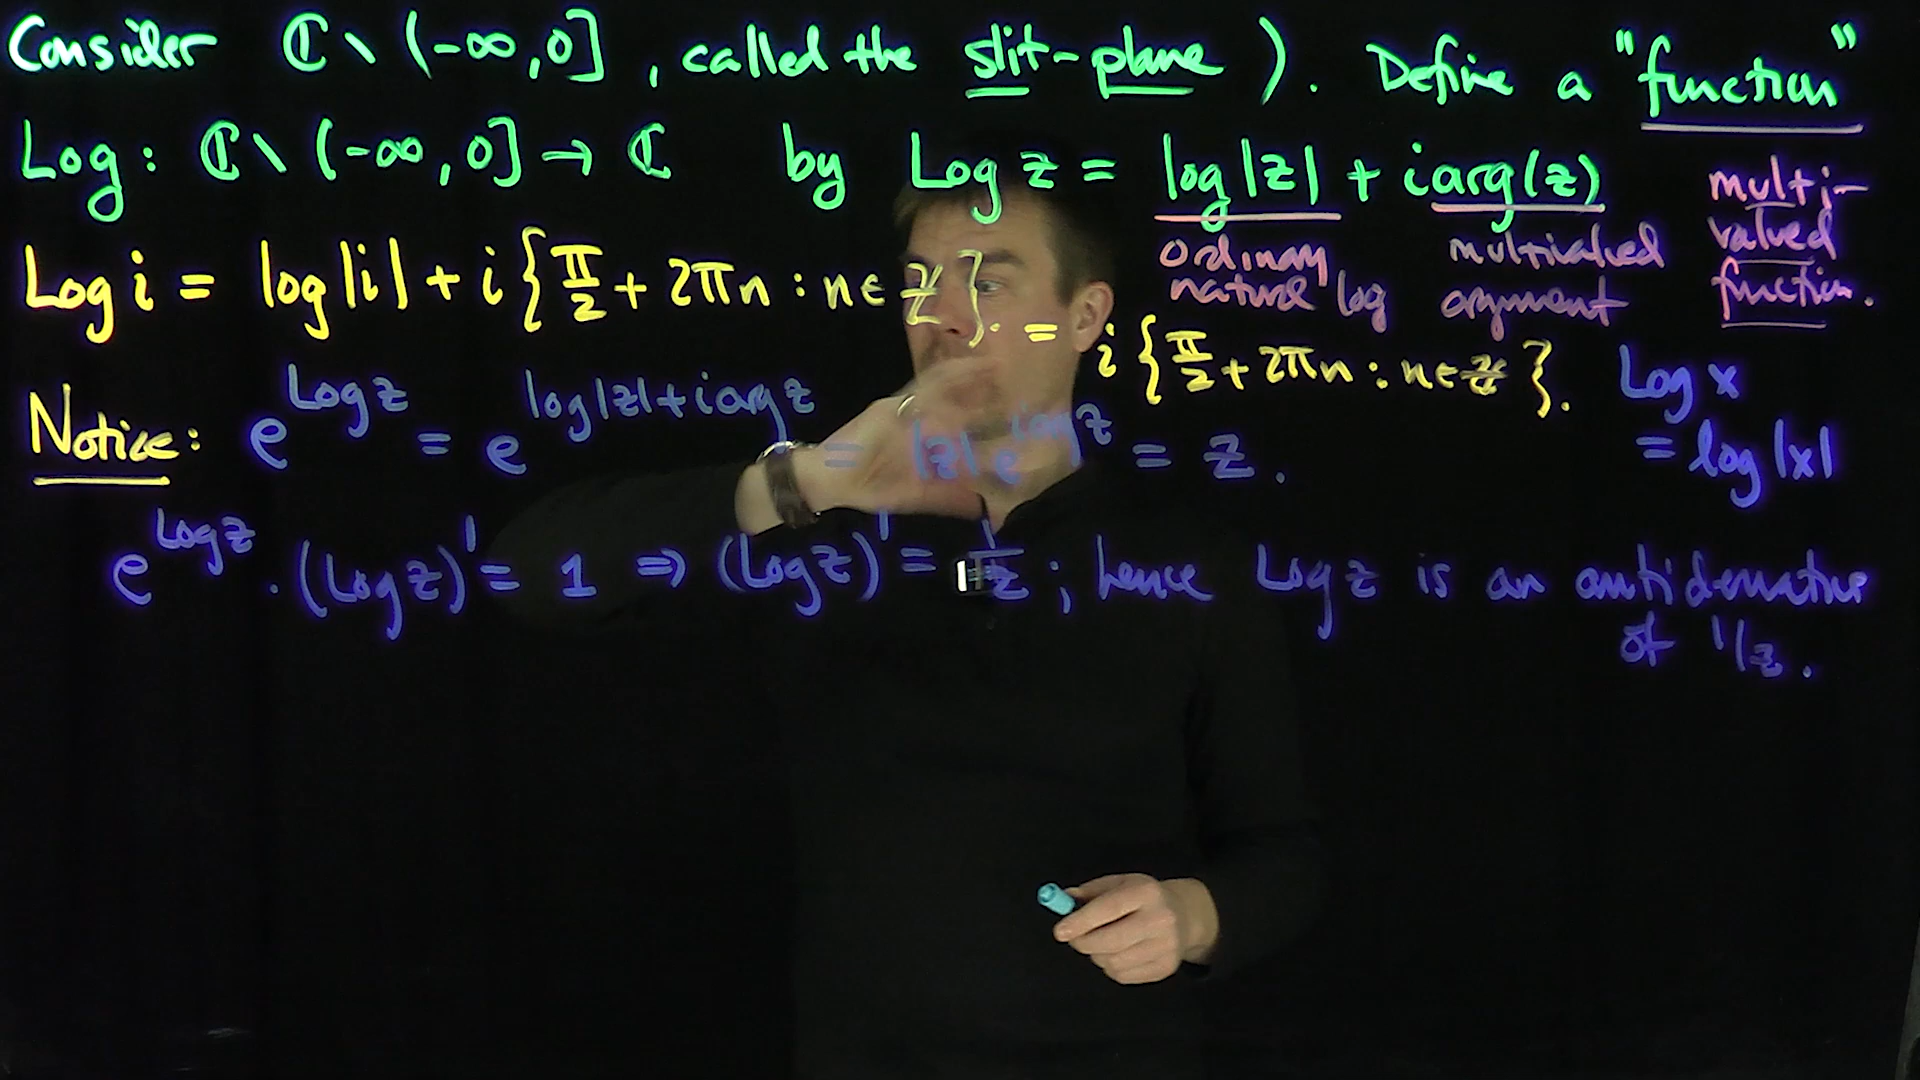 Consider ℂ \ (-∞, 0], called the slit-plane). Define a "function"
Log: ℂ \ (-∞, 0] → ℂ by Log z = log|z| + i arg(z)
multi-
valued
function.
ordinary
natural log
multivalued
argument
Log i = log|i| + i{π/2 + 2πn : n ∈ ℤ}. = i{π/2 + 2πn : n ∈ ℤ}.
Log x
= log|x|
Notice: e^{Log z} = e^{log|z| + i arg z} = |z| e^{i arg z} = z.
e^{Log z} · (Log z)' = 1 ⇒ (Log z)' = 1/z ; hence Log z is an antiderivative
of 1/z.